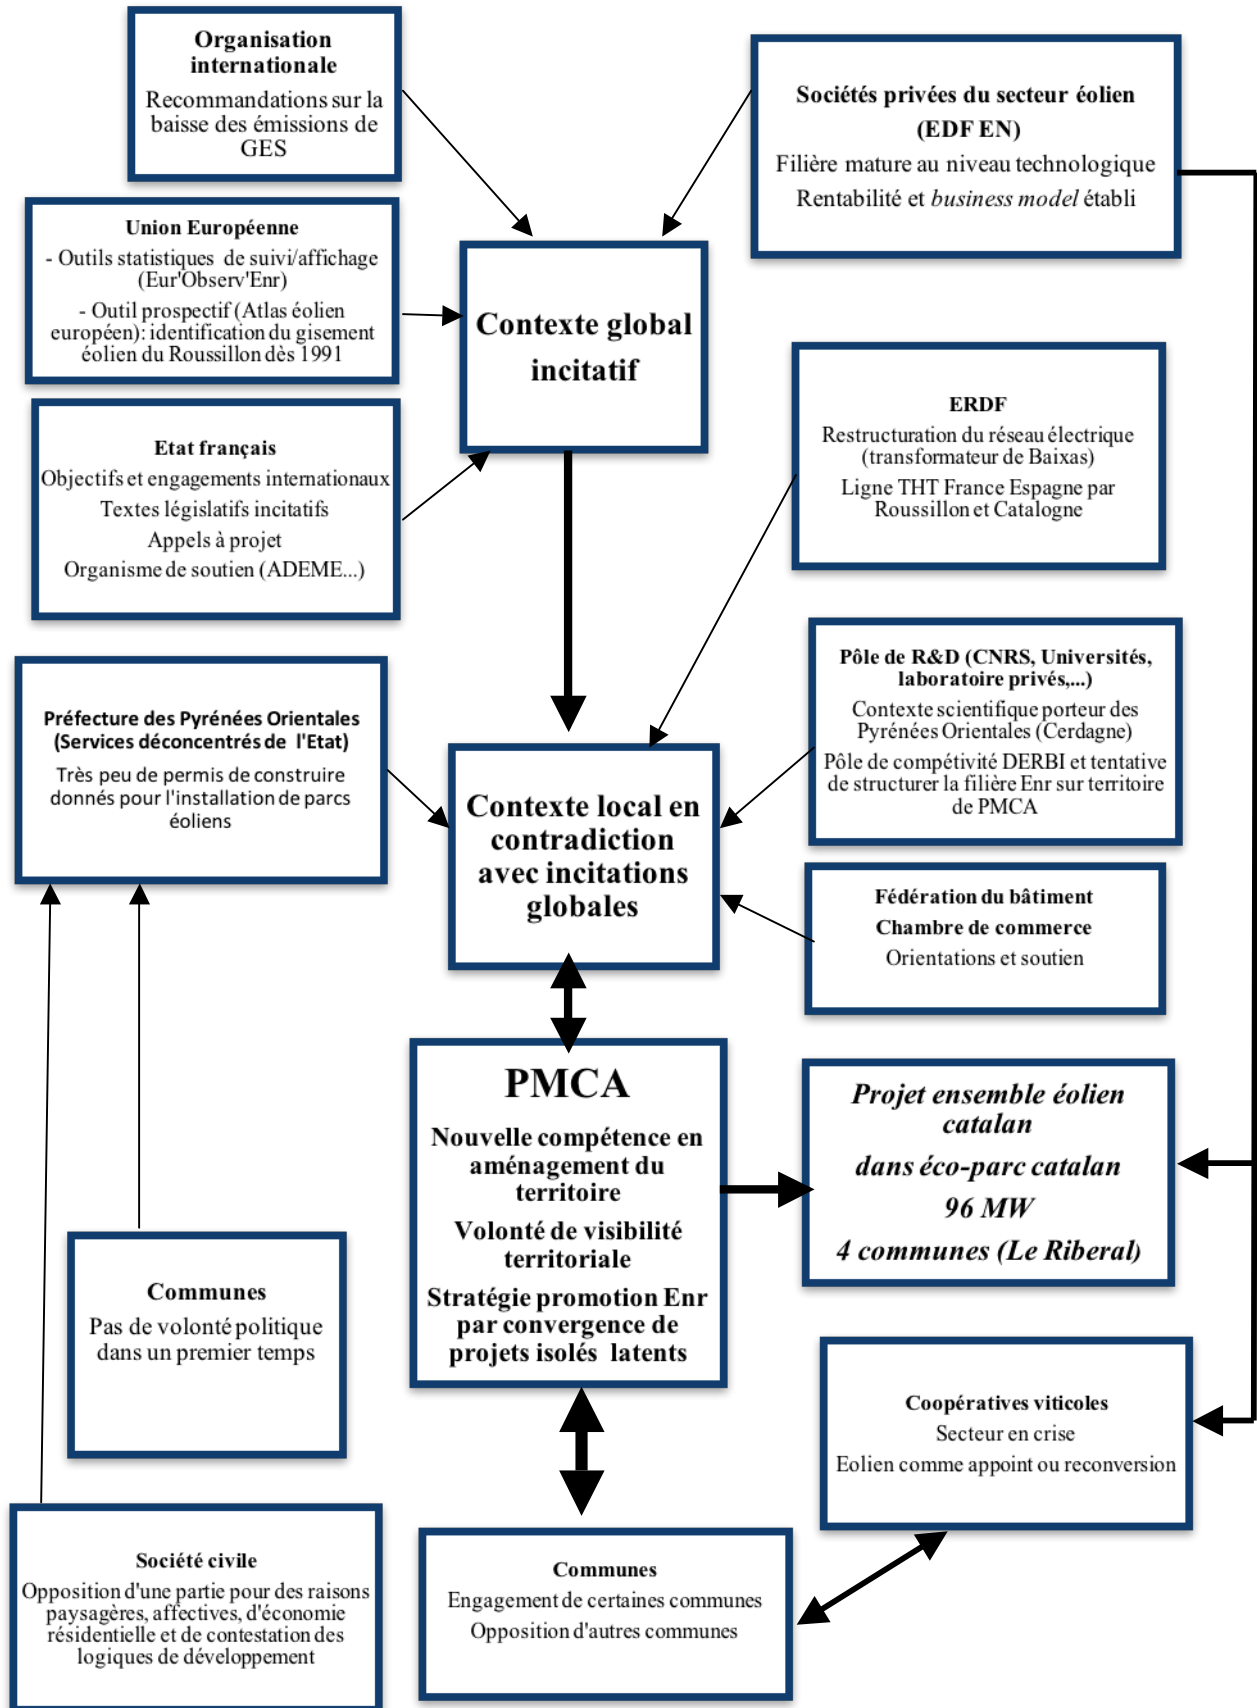 Organisation
internationale
Recommandations sur la
baisse des émissions de
GES
Sociétés privées du secteur éolien
(EDF EN)
Filière mature au niveau technologique
Rentabilité et business model établi
Union Européenne
- Outils statistiques de suivi/affichage
(Eur'Observ'Enr)
- Outil prospectif (Atlas éolien
européen): identification du gisement
éolien du Roussillon dès 1991
Contexte global
incitatif
ERDF
Restructuration du réseau électrique
(transformateur de Baixas)
Ligne THT France Espagne par
Roussillon et Catalogne
Etat français
Objectifs et engagements internationaux
Textes législatifs incitatifs
Appels à projet
Organisme de soutien (ADEME...)
Pôle de R&D (CNRS, Universités,
laboratoire privés,...)
Contexte scientifique porteur des
Pyrénées Orientales (Cerdagne)
Pôle de compétivité DERBI et tentative
de structurer la filière Enr sur territoire
de PMCA
Préfecture des Pyrénées Orientales
(Services déconcentrés de l'Etat)
Très peu de permis de construire
donnés pour l'installation de parcs
éoliens
Contexte local en
contradiction
avec incitations
globales
Fédération du bâtiment
Chambre de commerce
Orientations et soutien
PMCA
Nouvelle compétence en
aménagement du
territoire
Volonté de visibilité
territoriale
Stratégie promotion Enr
par convergence de
projets isolés latents
Projet ensemble éolien
catalan
dans éco-parc catalan
96 MW
4 communes (Le Riberal)
Communes
Pas de volonté politique
dans un premier temps
Coopératives viticoles
Secteur en crise
Eolien comme appoint ou reconversion
Société civile
Opposition d'une partie pour des raisons
paysagères, affectives, d'économie
résidentielle et de contestation des
logiques de développement
Communes
Engagement de certaines communes
Opposition d'autres communes